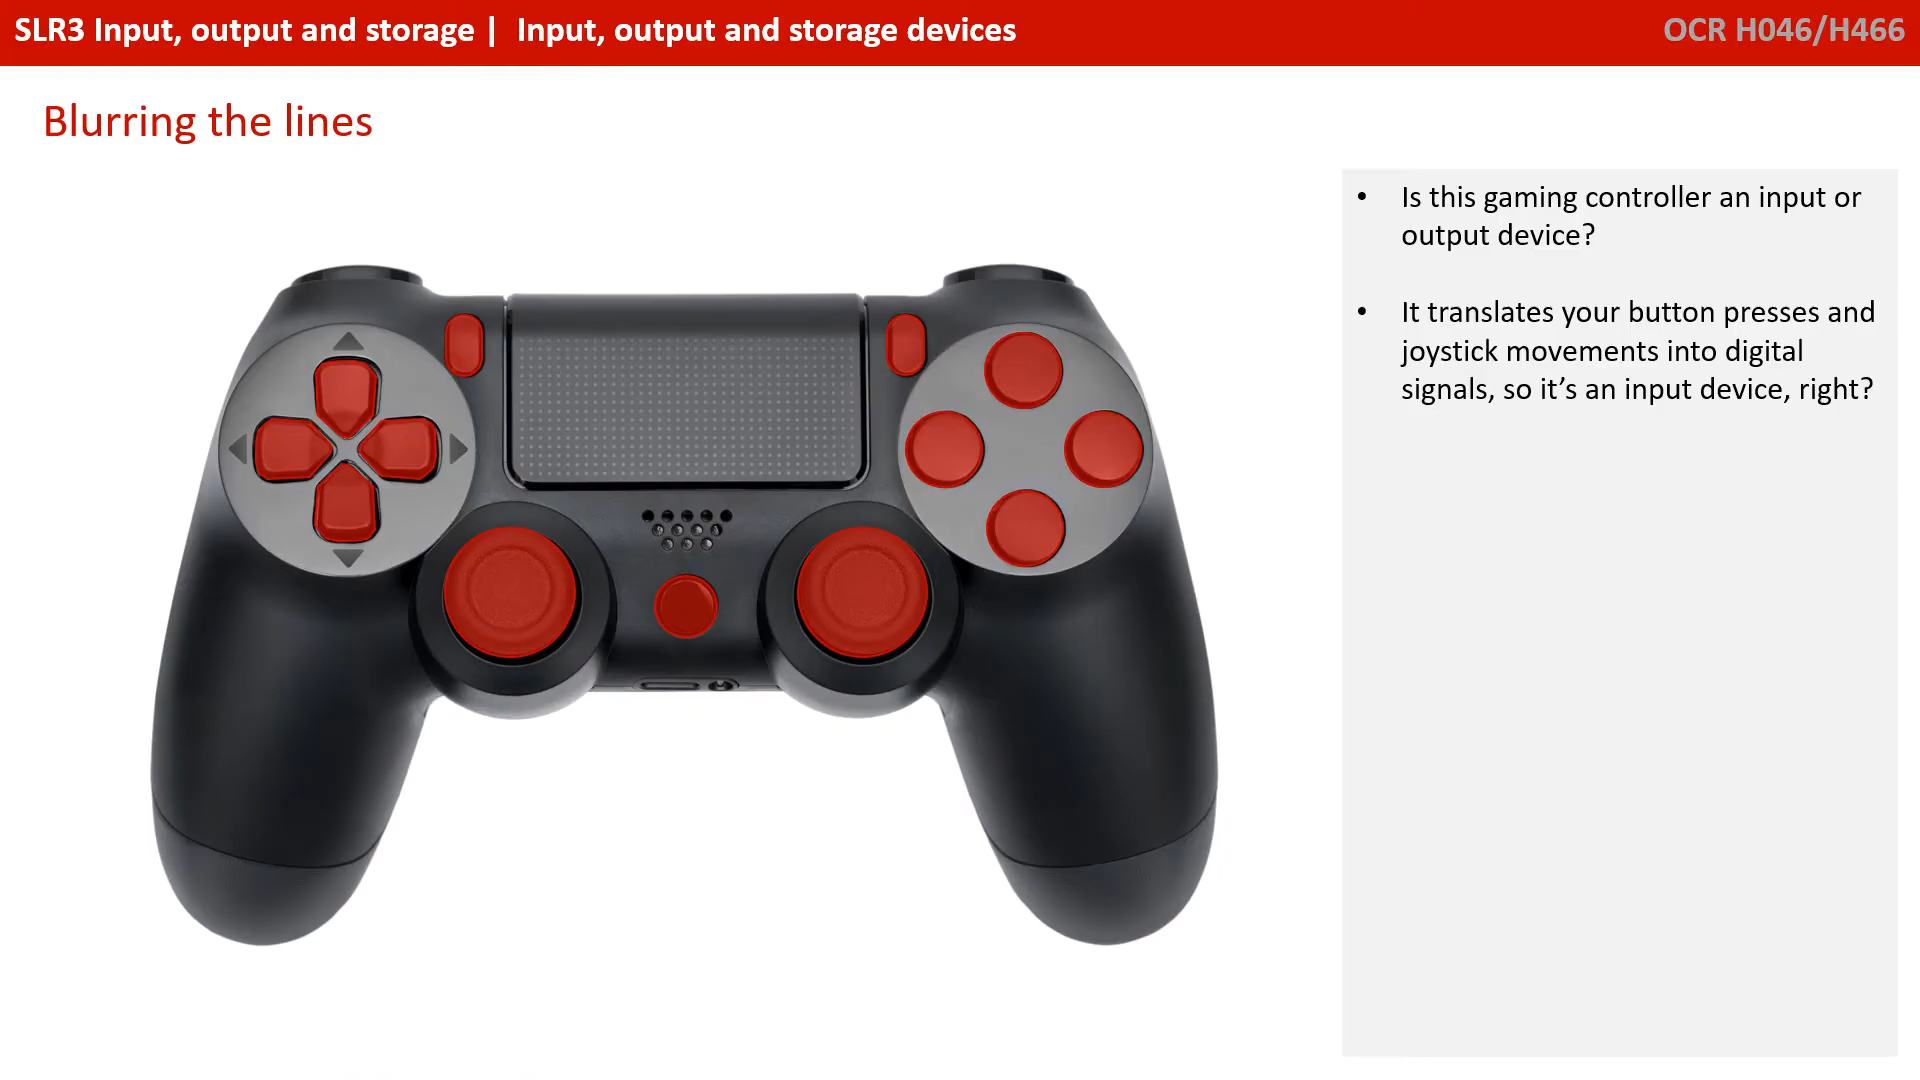 SLR3 Input, output and storage | Input, output and storage devices
OCR H046/H466
Blurring the lines
• Is this gaming controller an input or
output device?
• It translates your button presses and
joystick movements into digital
signals, so it’s an input device, right?